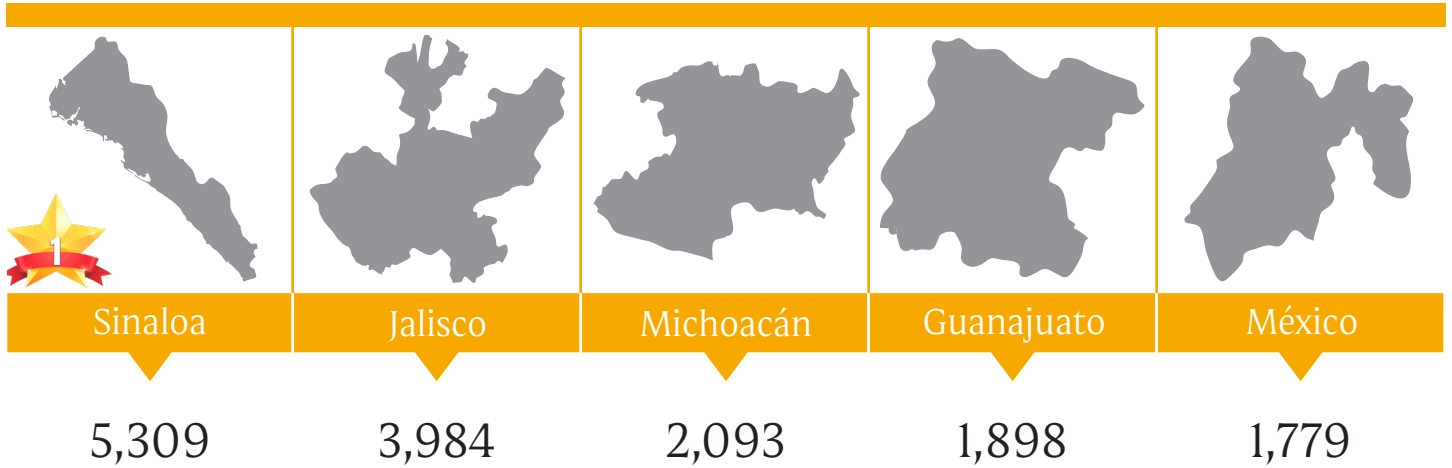 1
Sinaloa
Jalisco
Michoacán
Guanajuato
México
5,309
3,984
2,093
1,898
1,779